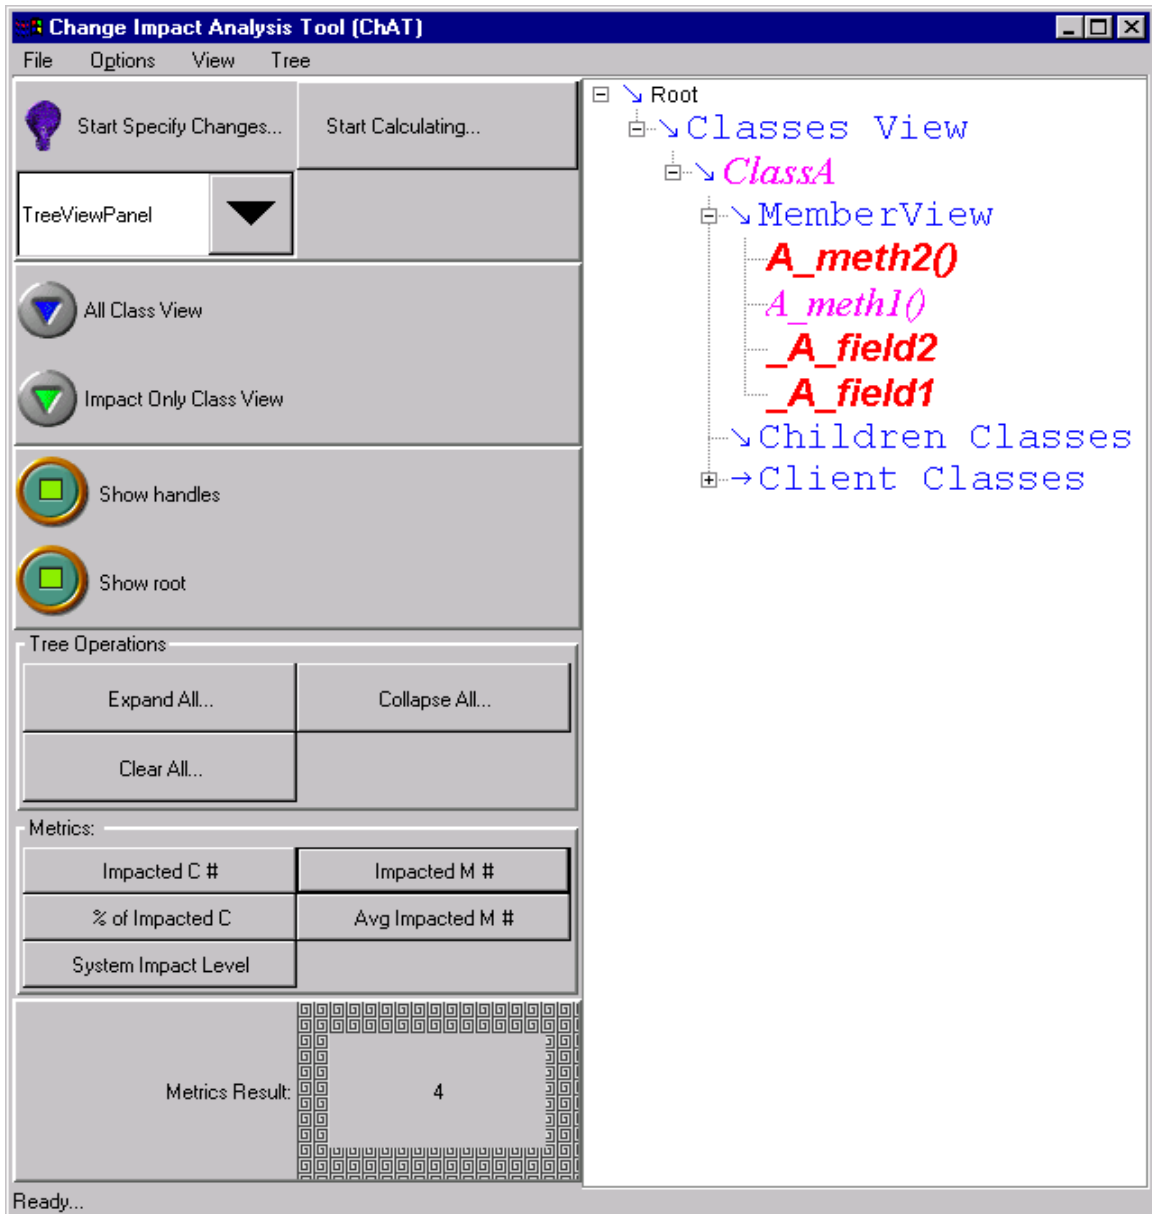 Change Impact Analysis Tool (ChAT)
File Options View Tree
Start Specify Changes...
Start Calculating...
TreeViewPanel
All Class View
Impact Only Class View
Show handles
Show root
Tree Operations
Expand All...
Collapse All...
Clear All...
Metrics:
Impacted C #
Impacted M #
% of Impacted C
Avg Impacted M #
System Impact Level
Metrics Result:
4
Ready...
Root
Classes View
ClassA
MemberView
A_meth2()
A_meth1()
_A_field2
_A_field1
Children Classes
Client Classes